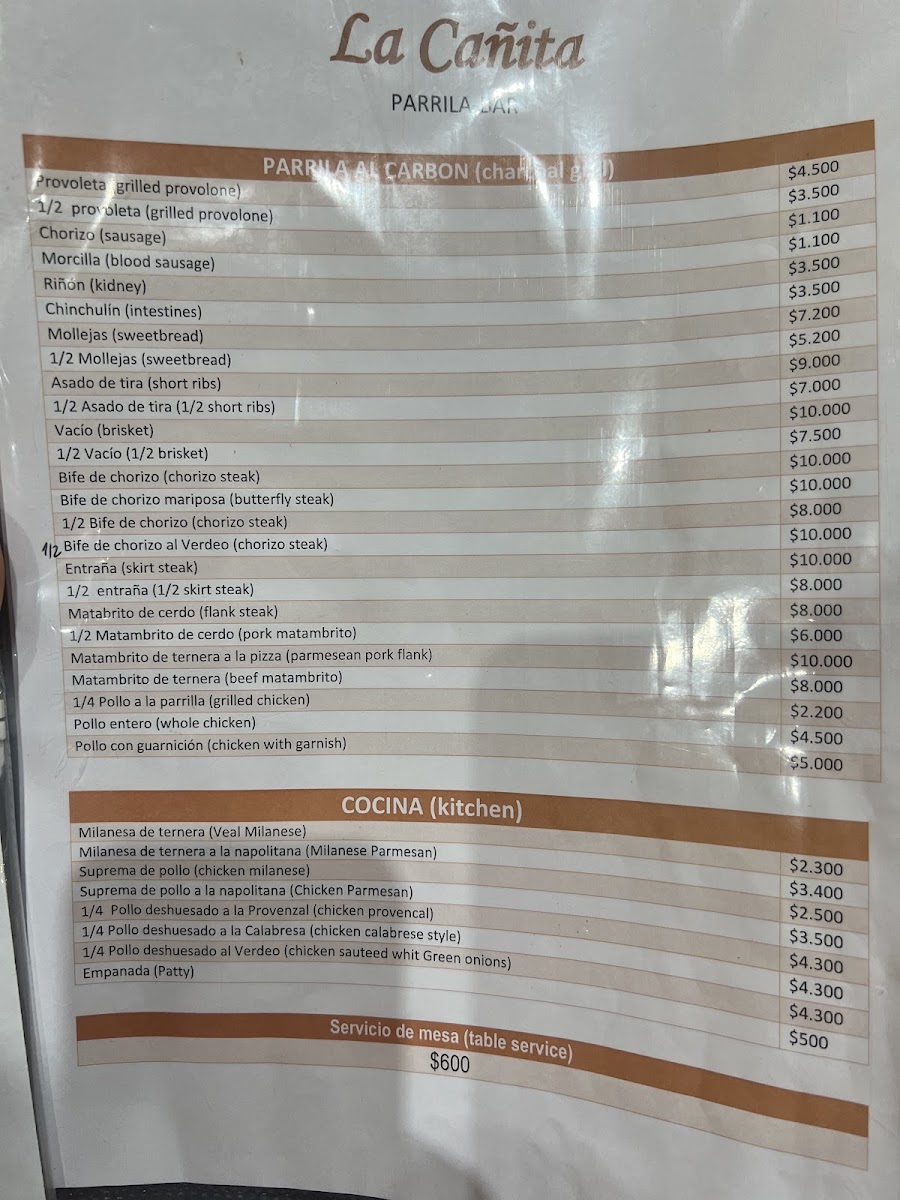 La Cañita
PARRILA BAR
PARRILA AL CARBON (charcoal grill)
Provoleta (grilled provolone) $4.500
1/2 provoleta (grilled provolone) $3.500
Chorizo (sausage) $1.100
Morcilla (blood sausage) $1.100
Riñón (kidney) $3.500
Chinchulín (intestines) $3.500
Mollejas (sweetbread) $7.200
1/2 Mollejas (sweetbread) $5.200
Asado de tira (short ribs) $9.000
1/2 Asado de tira (1/2 short ribs) $7.000
Vacío (brisket) $10.000
1/2 Vacío (1/2 brisket) $7.500
Bife de chorizo (chorizo steak) $10.000
Bife de chorizo mariposa (butterfly steak) $10.000
1/2 Bife de chorizo (chorizo steak) $8.000
1/2 Bife de chorizo al Verdeo (chorizo steak) $10.000
Entraña (skirt steak) $10.000
1/2 entraña (1/2 skirt steak) $8.000
Matabrito de cerdo (flank steak) $8.000
1/2 Matambrito de cerdo (pork matambrito) $6.000
Matambrito de ternera a la pizza (parmesean pork flank) $10.000
Matambrito de ternera (beef matambrito) $8.000
1/4 Pollo a la parrilla (grilled chicken) $2.200
Pollo entero (whole chicken) $4.500
Pollo con guarnición (chicken with garnish) $5.000
COCINA (kitchen)
Milanesa de ternera (Veal Milanese) $2.300
Milanesa de ternera a la napolitana (Milanese Parmesan) $3.400
Suprema de pollo (chicken milanese) $2.500
Suprema de pollo a la napolitana (Chicken Parmesan) $3.500
1/4 Pollo deshuesado a la Provenzal (chicken provencal) $4.300
1/4 Pollo deshuesado a la Calabresa (chicken calabrese style) $4.300
1/4 Pollo deshuesado al Verdeo (chicken sauteed whit Green onions) $4.300
Empanada (Patty) $500
Servicio de mesa (table service)
$600